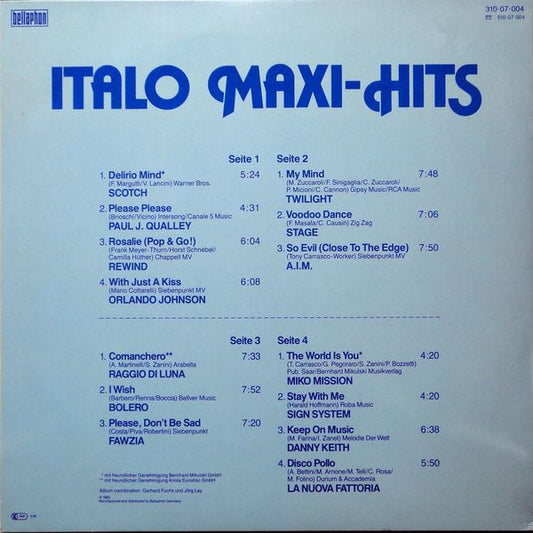 bellaphon
310·07·004
510·07·004
ITALO MAXI-HITS
Seite 1
1. Delirio Mind* 5:24
(F. Margutti/V. Lancini) Warner Bros.
SCOTCH
2. Please Please 4:31
(Brioschi/Vicino) Intersong/Canale 5 Music
PAUL J. QUALLEY
3. Rosalie (Pop & Go!) 6:04
(Frank Meyer-Thurn/Horst Schnebel/
Camilla Hüther) Chappell MV
REWIND
4. With Just A Kiss 6:08
(Mario Cottarelli) Siebenpunkt MV
ORLANDO JOHNSON
Seite 2
1. My Mind 7:48
(M. Zuccaroli/F. Sinigaglia/C. Zuccaroli/
P. Micioni/C. Cannon) Gipsy Music/RCA Music
TWILIGHT
2. Voodoo Dance 7:06
(F. Masala/C. Causin) Zig Zag
STAGE
3. So Evil (Close To The Edge) 7:50
(Tony Carrasco-Worker) Siebenpunkt MV
A.I.M.
Seite 3
1. Comanchero** 7:33
(A. Martinelli/S. Zanini) Arabella
RAGGIO DI LUNA
2. I Wish 7:52
(Barbero/Renna/Boccia) Bellver Music
BOLERO
3. Please, Don't Be Sad 7:20
(Costa/Piva/Robertini) Siebenpunkt
FAWZIA
Seite 4
1. The World Is You* 4:20
(T. Carrasco/G. Pegoraro/S. Zanini/P. Bozzetti)
Pub. Saar/Bernhard Mikulski Musikverlag
MIKO MISSION
2. Stay With Me 4:20
(Harald Hoffmann) Roba Music
SIGN SYSTEM
3. Keep On Music 6:38
(M. Farina/I. Zanet) Melodie Der Welt
DANNY KEITH
4. Disco Pollo 5:50
(A. Bettini/M. Arnone/M. Telli/C. Rosa/
M. Folino) Durium & Accademia
LA NUOVA FATTORIA
* mit freundlicher Genehmigung Bernhard Mikulski GmbH
** mit freundlicher Genehmigung Ariola Eurodisc GmbH
Album coordination: Gerhard Fuchs und Jörg Lay
Manufactured and distributed by Bellaphon Germany